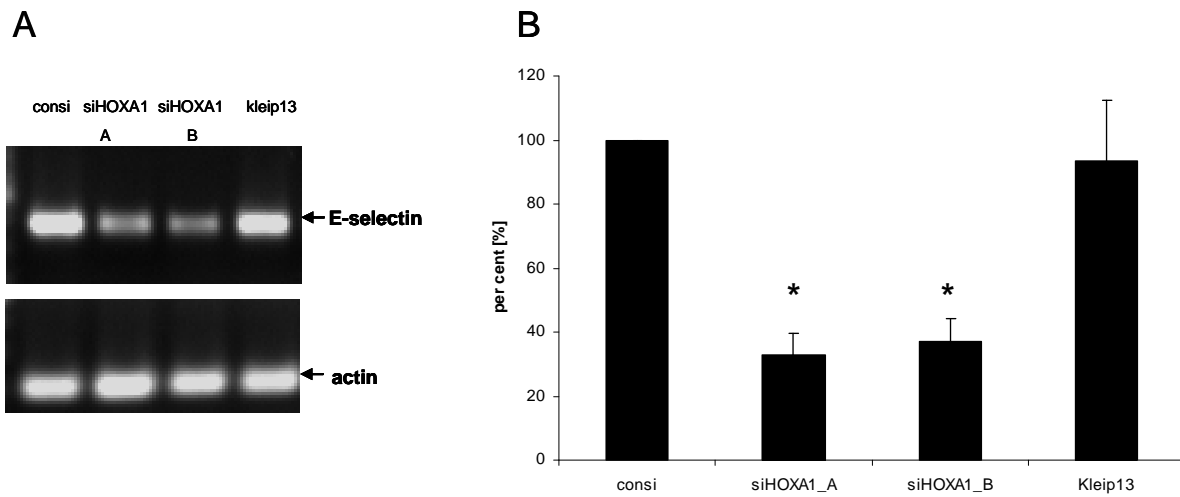 A
consi siHOXA1 siHOXA1 kleip13
A B
E-selectin
actin
B
120
100
80
60
40
20
0
per cent [%]
* *
consi siHOXA1_A siHOXA1_B Kleip13